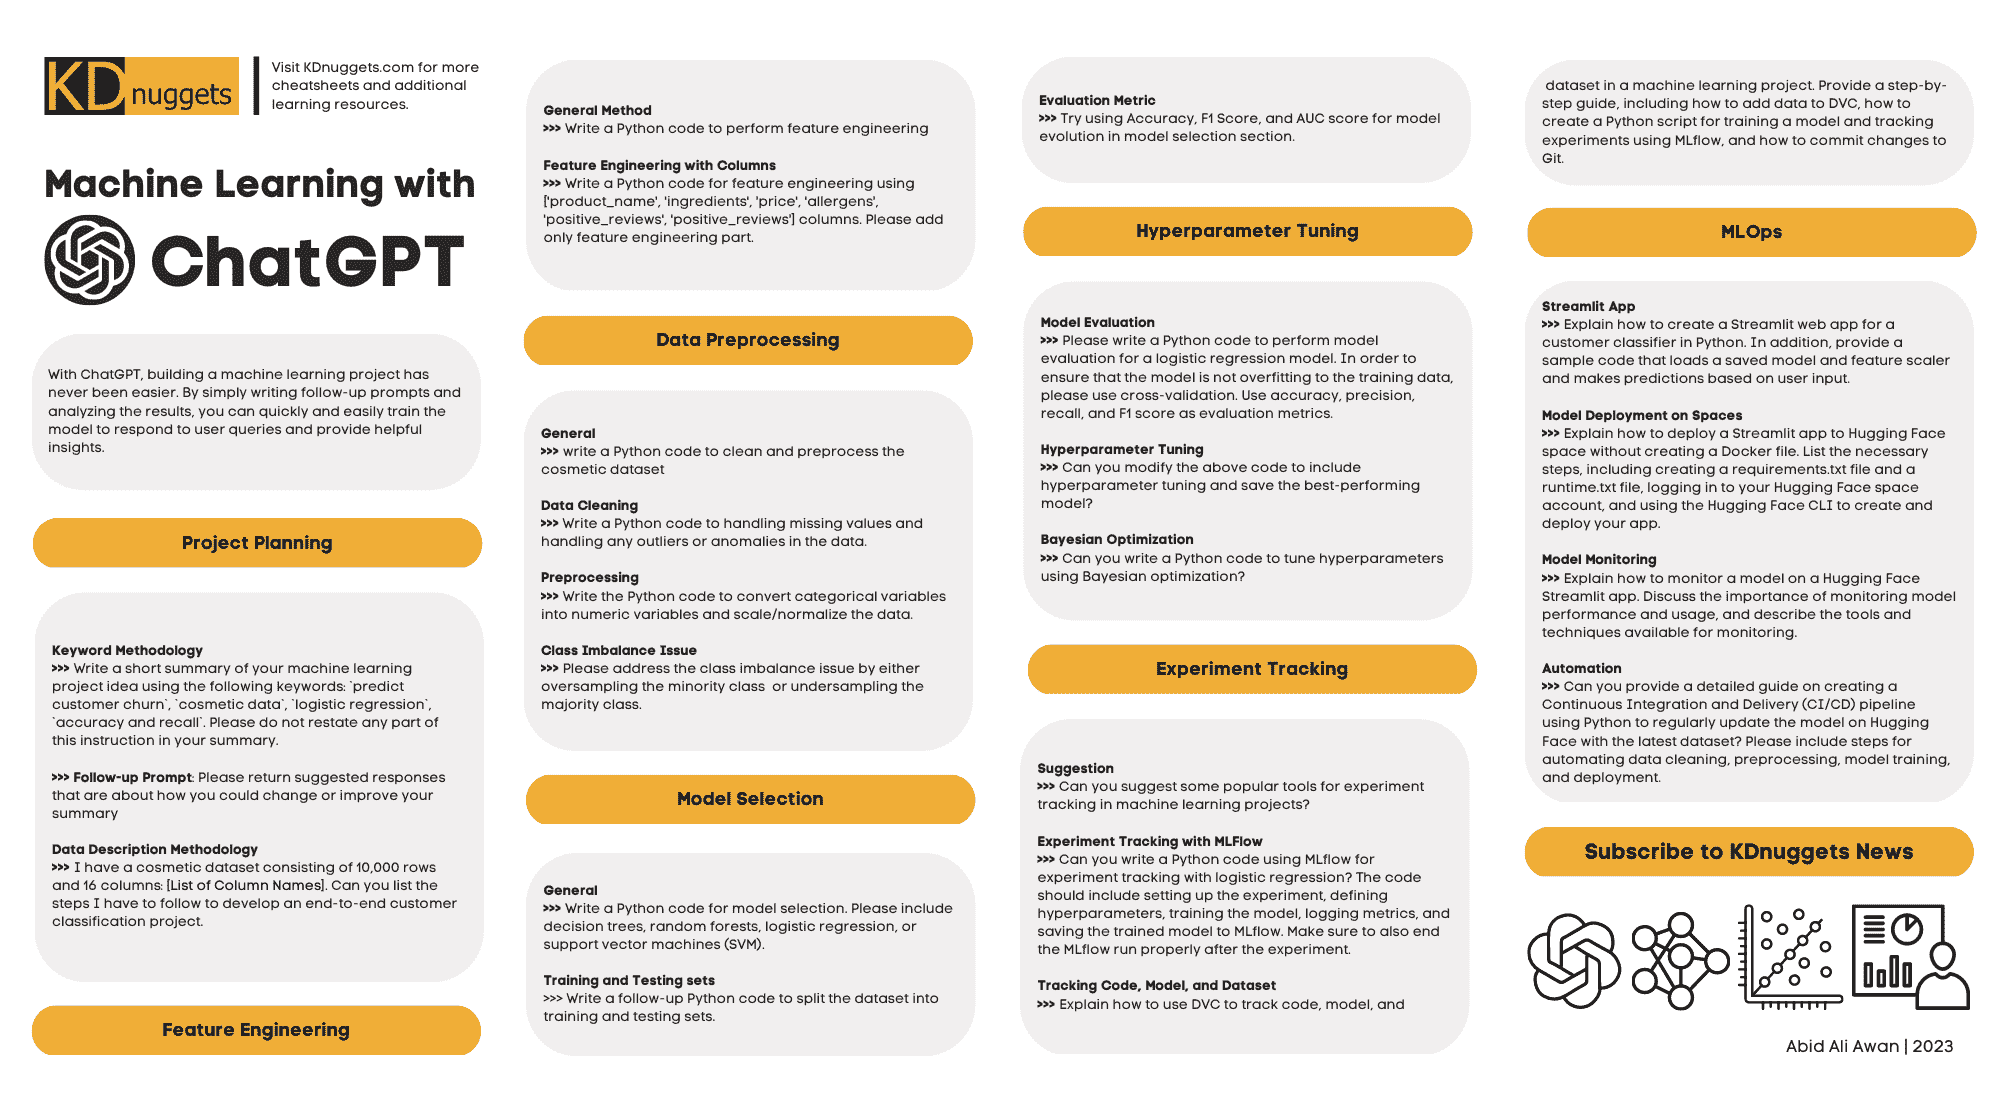 KDnuggets
Visit KDnuggets.com for more
cheatsheets and additional
learning resources.
Machine Learning with
ChatGPT
With ChatGPT, building a machine learning project has
never been easier. By simply writing follow-up prompts and
analyzing the results, you can quickly and easily train the
model to respond to user queries and provide helpful
insights.
Project Planning
Keyword Methodology
>>> Write a short summary of your machine learning
project idea using the following keywords: `predict
customer churn`, `cosmetic data`, `logistic regression`,
`accuracy and recall`. Please do not restate any part of
this instruction in your summary.
>>> Follow-up Prompt: Please return suggested responses
that are about how you could change or improve your
summary
Data Description Methodology
>>> I have a cosmetic dataset consisting of 10,000 rows
and 16 columns: [List of Column Names]. Can you list the
steps I have to follow to develop an end-to-end customer
classification project.
Feature Engineering
General Method
>>> Write a Python code to perform feature engineering
Feature Engineering with Columns
>>> Write a Python code for feature engineering using
['product_name', 'ingredients', 'price', 'allergens',
'positive_reviews', 'positive_reviews'] columns. Please add
only feature engineering part.
Data Preprocessing
General
>>> write a Python code to clean and preprocess the
cosmetic dataset
Data Cleaning
>>> Write a Python code to handling missing values and
handling any outliers or anomalies in the data.
Preprocessing
>>> Write the Python code to convert categorical variables
into numeric variables and scale/normalize the data.
Class Imbalance Issue
>>> Please address the class imbalance issue by either
oversampling the minority class or undersampling the
majority class.
Model Selection
General
>>> Write a Python code for model selection. Please include
decision trees, random forests, logistic regression, or
support vector machines (SVM).
Training and Testing sets
>>> Write a follow-up Python code to split the dataset into
training and testing sets.
Evaluation Metric
>>> Try using Accuracy, F1 Score, and AUC score for model
evolution in model selection section.
Hyperparameter Tuning
Model Evaluation
>>> Please write a Python code to perform model
evaluation for a logistic regression model. In order to
ensure that the model is not overfitting to the training data,
please use cross-validation. Use accuracy, precision,
recall, and F1 score as evaluation metrics.
Hyperparameter Tuning
>>> Can you modify the above code to include
hyperparameter tuning and save the best-performing
model?
Bayesian Optimization
>>> Can you write a Python code to tune hyperparameters
using Bayesian optimization?
Experiment Tracking
Suggestion
>>> Can you suggest some popular tools for experiment
tracking in machine learning projects?
Experiment Tracking with MLFlow
>>> Can you write a Python code using MLflow for
experiment tracking with logistic regression? The code
should include setting up the experiment, defining
hyperparameters, training the model, logging metrics, and
saving the trained model to MLflow. Make sure to also end
the MLflow run properly after the experiment.
Tracking Code, Model, and Dataset
>>> Explain how to use DVC to track code, model, and
dataset in a machine learning project. Provide a step-by-
step guide, including how to add data to DVC, how to
create a Python script for training a model and tracking
experiments using MLflow, and how to commit changes to
Git.
MLOps
Streamlit App
>>> Explain how to create a Streamlit web app for a
customer classifier in Python. In addition, provide a
sample code that loads a saved model and feature scaler
and makes predictions based on user input.
Model Deployment on Spaces
>>> Explain how to deploy a Streamlit app to Hugging Face
space without creating a Docker file. List the necessary
steps, including creating a requirements.txt file and a
runtime.txt file, logging in to your Hugging Face space
account, and using the Hugging Face CLI to create and
deploy your app.
Model Monitoring
>>> Explain how to monitor a model on a Hugging Face
Streamlit app. Discuss the importance of monitoring model
performance and usage, and describe the tools and
techniques available for monitoring.
Automation
>>> Can you provide a detailed guide on creating a
Continuous Integration and Delivery (CI/CD) pipeline
using Python to regularly update the model on Hugging
Face with the latest dataset? Please include steps for
automating data cleaning, preprocessing, model training,
and deployment.
Subscribe to KDnuggets News
Abid Ali Awan | 2023